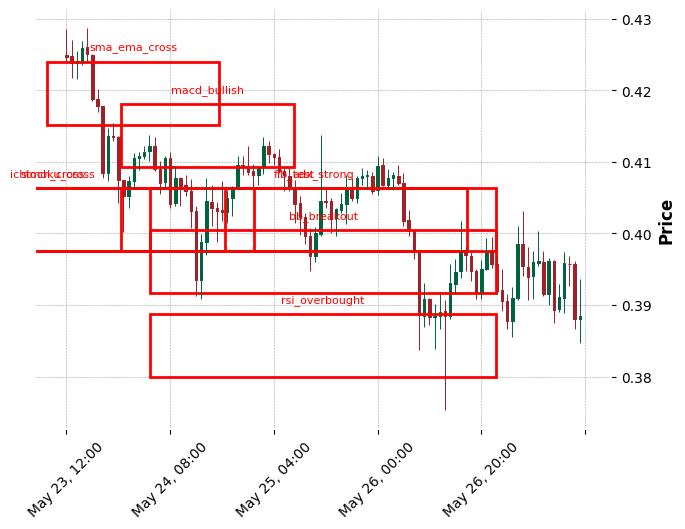 0.43
sma_ema_cross
0.42
macd_bullish
0.41
0.40
bb_breakout
Price
0.39
rsi_overbought
0.38
May 23, 12:00
May 24, 08:00
May 25, 04:00
May 26, 00:00
May 26, 20:00